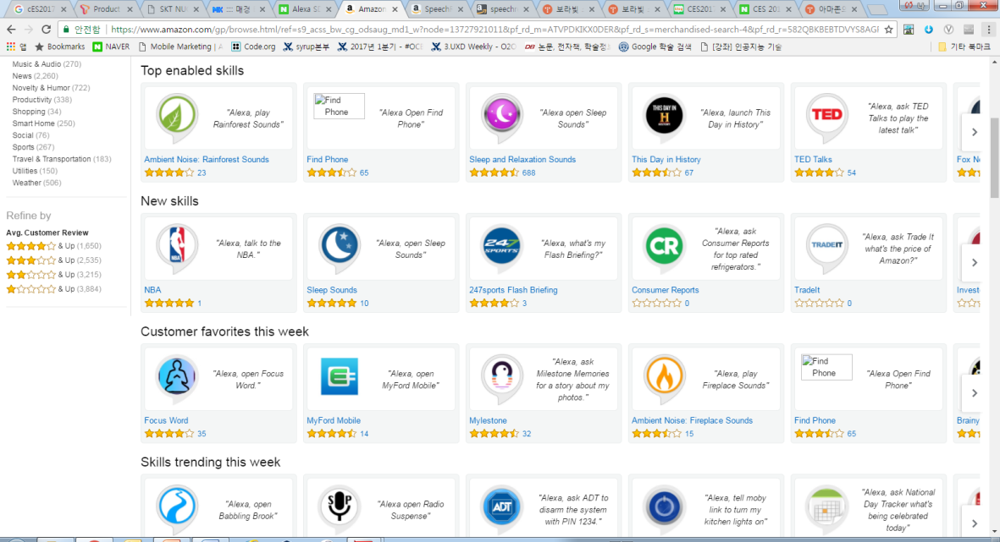 cES2017
Product
SKT NU
MK ::: 매경
Alexa S
Amazon
Speech
speechr
보라빛
보라빛
CES201
CES 201
아마존
안전함 https://www.amazon.com/gp/browse.html/ref=s9_acss_bw_cg_odsaug_md1_w?node=13727921011&pf_rd_m=ATVPDKIKX0DER&pf_rd_s=merchandised-search-4&pf_rd_r=582QBKBEBTDVYS8AGI
앱 Bookmarks NAVER Mobile Marketing | A Code.org syrup본부 2017년 1분기 - #OCE 3.UXD Weekly - O2O 논문, 전자잭, 학술정 Google 학술 검색 [강좌] 인공지능 기술 기타 북마크
Music & Audio (270)
News (2,260)
Novelty & Humor (722)
Productivity (338)
Shopping (34)
Smart Home (250)
Social (76)
Sports (267)
Travel & Transportation (183)
Utilities (150)
Weather (506)
Refine by
Avg. Customer Review
& Up (1,650)
& Up (2,535)
& Up (3,215)
& Up (3,884)
Top enabled skills
"Alexa, play
Rainforest Sounds"
Ambient Noise: Rainforest Sounds
23
Find
Phone
"Alexa Open Find
Phone"
Find Phone
65
"Alexa open Sleep
Sounds"
Sleep and Relaxation Sounds
688
THIS DAY IN
H
HISTORY
"Alexa, launch This
Day in History"
This Day in History
67
TED
"Alexa, ask TED
Talks to play the
latest talk"
TED Talks
54
Fox N
New skills
NBA
"Alexa, talk to the
NBA."
NBA
1
"Alexa, open Sleep
Sounds"
Sleep Sounds
10
247
SPORTS
"Alexa, what's my
Flash Briefing?"
247sports Flash Briefing
3
CR
"Alexa, ask
Consumer Reports
for top rated
refrigerators."
Consumer Reports
0
TRADEIT
"Alexa, ask Trade It
what's the price of
Amazon?"
TradeIt
0
Invest
Customer favorites this week
"Alexa, open Focus
Word."
Focus Word
35
"Alexa, open
MyFord Mobile"
MyFord Mobile
14
"Alexa, ask
Milestone Memories
for a story about my
photos."
Mylestone
32
"Alexa, play
Fireplace Sounds"
Ambient Noise: Fireplace Sounds
15
Find
Phone
"Alexa Open Find
Phone"
Find Phone
65
Brainy
Skills trending this week
"Alexa, open
Babbling Brook"
S P
"Alexa, open Radio
Suspense"
ADT
"Alexa, ask ADT to
disarm the system
with PIN 1234."
"Alexa, tell moby
link to turn my
kitchen lights on"
"Alexa, ask National
Day Tracker what's
being celebrated
today"